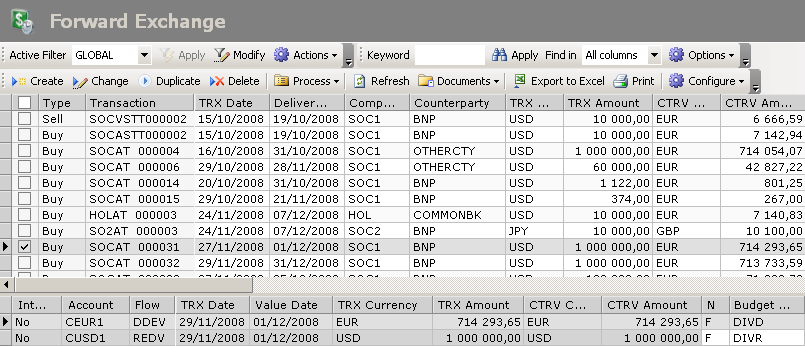 Forward Exchange
Active Filter GLOBAL Apply Modify Actions Keyword Apply Find in All columns Options
Create Change Duplicate Delete Process Refresh Documents Export to Excel Print Configure
Type Transaction TRX Date Deliver... Comp... Counterparty TRX ... TRX Amount CTRV ... CTRV Am...
Sell SOCVSTT000002 15/10/2008 19/10/2008 SOC1 BNP USD 10 000,00 EUR 6 666,59
Buy SOCASTT000002 15/10/2008 19/10/2008 SOC1 BNP USD 10 000,00 EUR 7 142,94
Buy SOCAT 000004 16/10/2008 31/10/2008 SOC1 OTHERCTY USD 1 000 000,00 EUR 714 054,07
Buy SOCAT 000006 29/10/2008 28/11/2008 SOC1 OTHERCTY USD 60 000,00 EUR 42 827,22
Buy SOCAT 000014 20/10/2008 31/10/2008 SOC1 BNP USD 1 122,00 EUR 801,25
Buy SOCAT 000015 29/10/2008 21/11/2008 SOC1 BNP USD 374,00 EUR 267,00
Buy HOLAT 000003 24/11/2008 07/12/2008 HOL COMMONBK USD 10 000,00 EUR 7 140,83
Buy SO2AT 000003 24/11/2008 07/12/2008 SOC2 BNP JPY 10 000,00 GBP 10 100,00
Buy SOCAT 000031 27/11/2008 01/12/2008 SOC1 BNP USD 1 000 000,00 EUR 714 293,65
Buy SOCAT 000032 29/11/2008 31/12/2008 SOC1 BNP USD 1 000 000,00 EUR 713 733,59
Int... Account Flow TRX Date Value Date TRX Currency TRX Amount CTRV C... CTRV Amount N Budget ...
No CEUR1 DDEV 29/11/2008 01/12/2008 EUR 714 293,65 EUR 714 293,65 F DIVD
No CUSD1 REDV 29/11/2008 01/12/2008 USD 1 000 000,00 USD 1 000 000,00 F DIVR